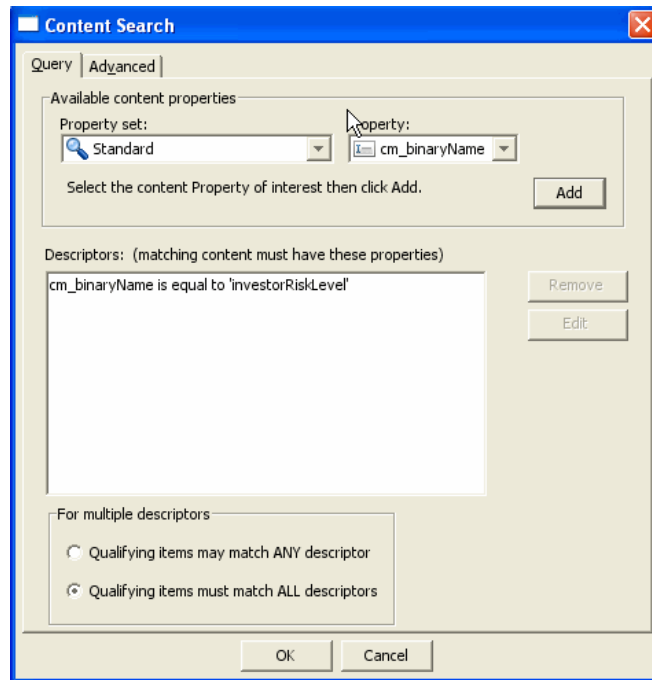 Content Search
Query Advanced
Available content properties
Property set: Property:
Standard cm_binaryName
Select the content Property of interest then click Add. Add
Descriptors: (matching content must have these properties)
cm_binaryName is equal to 'investorRiskLevel'
Remove
Edit
For multiple descriptors
Qualifying items may match ANY descriptor
Qualifying items must match ALL descriptors
OK Cancel